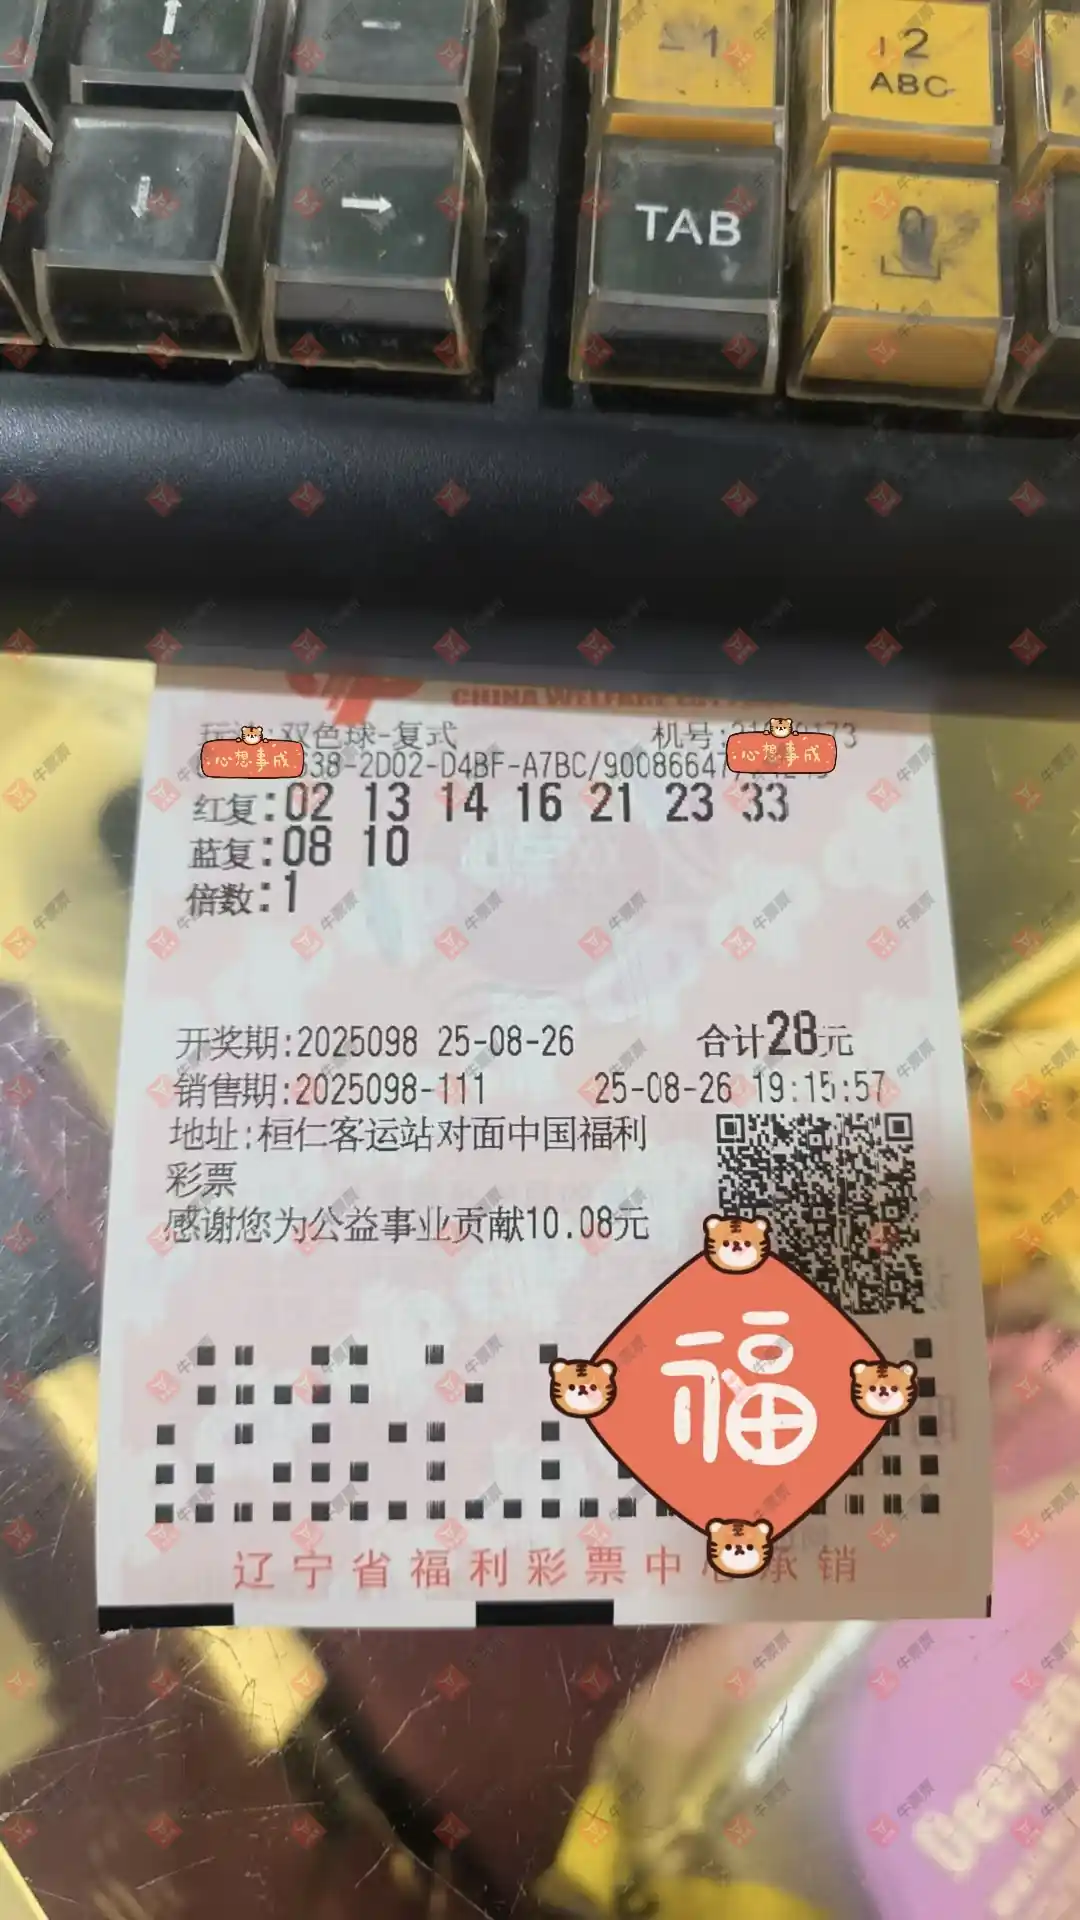 1
2
ABC
TAB
0
CHINA WELFARE
双色球-复式
机号:
心想事成
心想事成
38-2D02-D4BF-A7BC/90086647
红复:02 13 14 16 21 23 33
蓝复:08 10
倍数:1
开奖期:2025098 25-08-26 合计28元
销售期:2025098-111 25-08-26 19:15:57
地址:桓仁客运站对面中国福利
彩票
感谢您为公益事业贡献10.08元
福
辽宁省福利彩票中心承销
牛票票
Deep